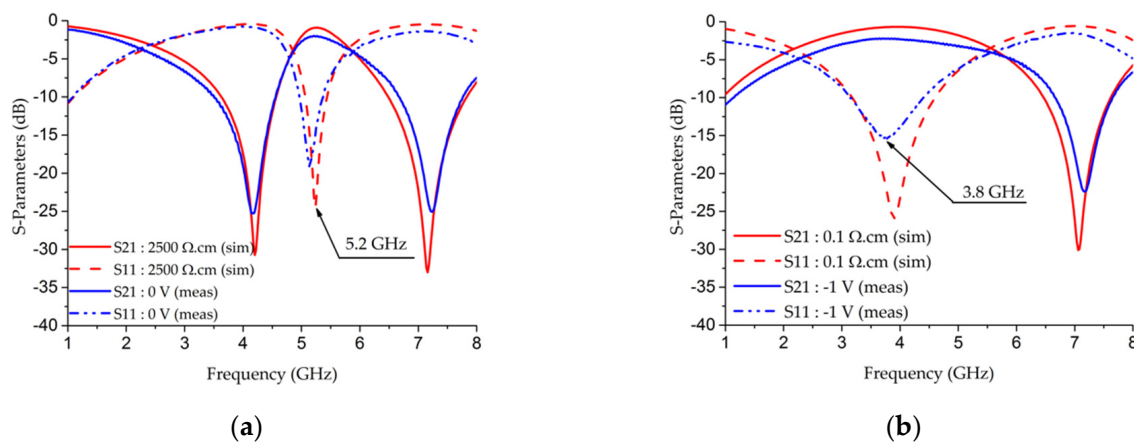 S-Parameters (dB)
0
-5
-10
-15
-20
-25
-30
-35
-40
5.2 GHz
S21 : 2500 Ω.cm (sim)
S11 : 2500 Ω.cm (sim)
S21 : 0 V (meas)
S11 : 0 V (meas)
1 2 3 4 5 6 7 8
Frequency (GHz)
(a)
S-Parameters (dB)
0
-5
-10
-15
-20
-25
-30
-35
-40
3.8 GHz
S21 : 0.1 Ω.cm (sim)
S11 : 0.1 Ω.cm (sim)
S21 : -1 V (meas)
S11 : -1 V (meas)
1 2 3 4 5 6 7 8
Frequency (GHz)
(b)